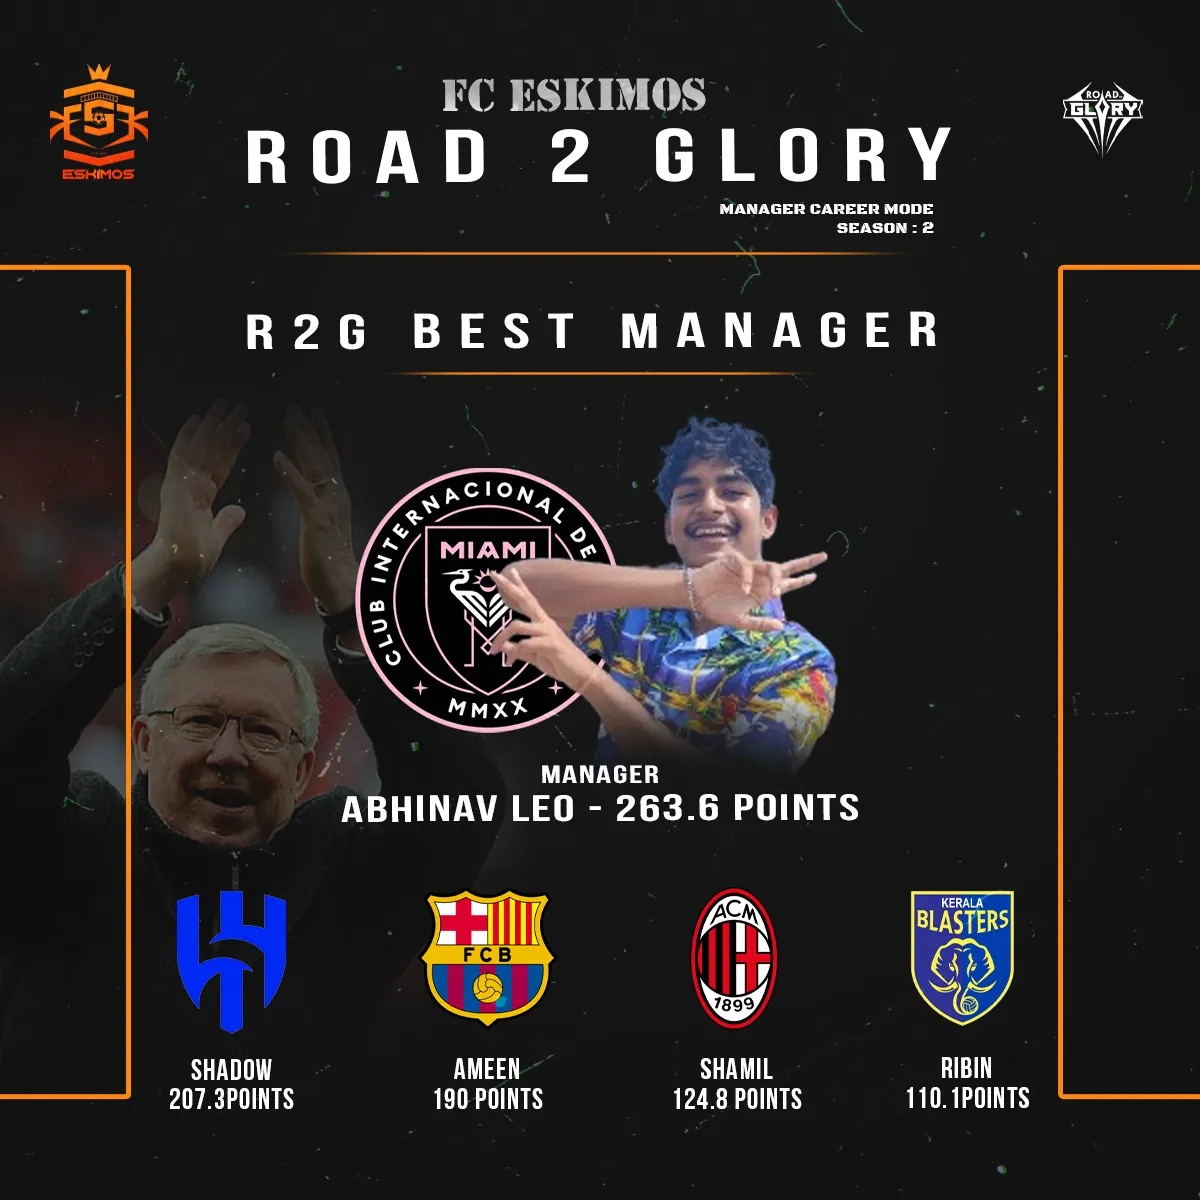 FC ESKIMOS
ROAD 2 GLORY
MANAGER CAREER MODE
SEASON : 2
ESKIMOS
ROAD
GLORY
R2G BEST MANAGER
CLUB INTERNACIONAL DE
MIAMI
MMXX
MANAGER
ABHINAV LEO - 263.6 POINTS
FCB
ACM
1899
KERALA
BLASTERS
SHADOW
207.3POINTS
AMEEN
190 POINTS
SHAMIL
124.8 POINTS
RIBIN
110.1POINTS